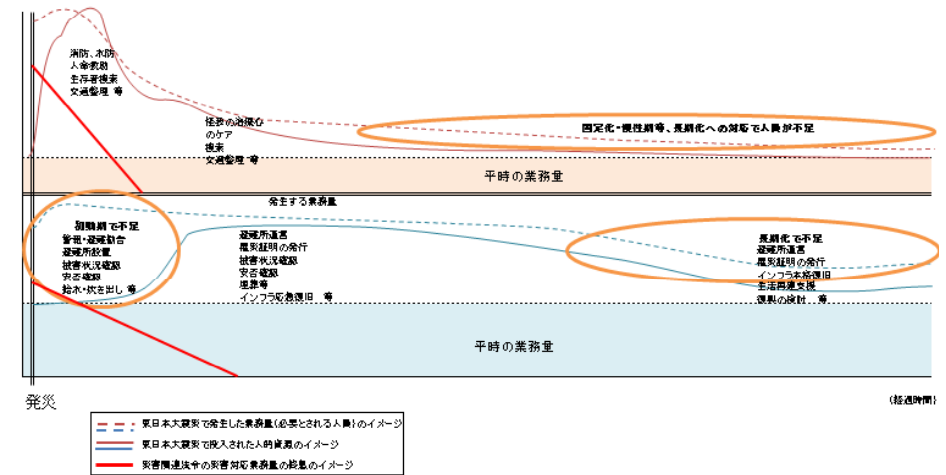 消防、水防
人命救助
生存者捜索
交通整理 等
怪我の治療心
のケア
捜索
交通整理 等
固定化・慢性期等、長期化への対応で人員が不足
平時の業務量
発生する業務量
初動期で不足
警報・避難勧告
避難所設置
被害状況確認
安否確認
給水・炊き出し 等
避難所運営
罹災証明の発行
被害状況確認
安否確認
埋葬等
インフラ応急復旧 等
長期化で不足
避難所運営
罹災証明の発行
インフラ本格復旧
生活再建支援
復興の検討 等
平時の業務量
発災
(経過時間)
東日本大震災で発生した業務量(必要とされる人員)のイメージ
東日本大震災で投入された人的資源のイメージ
災害関連法令の災害対応業務量の想定のイメージ